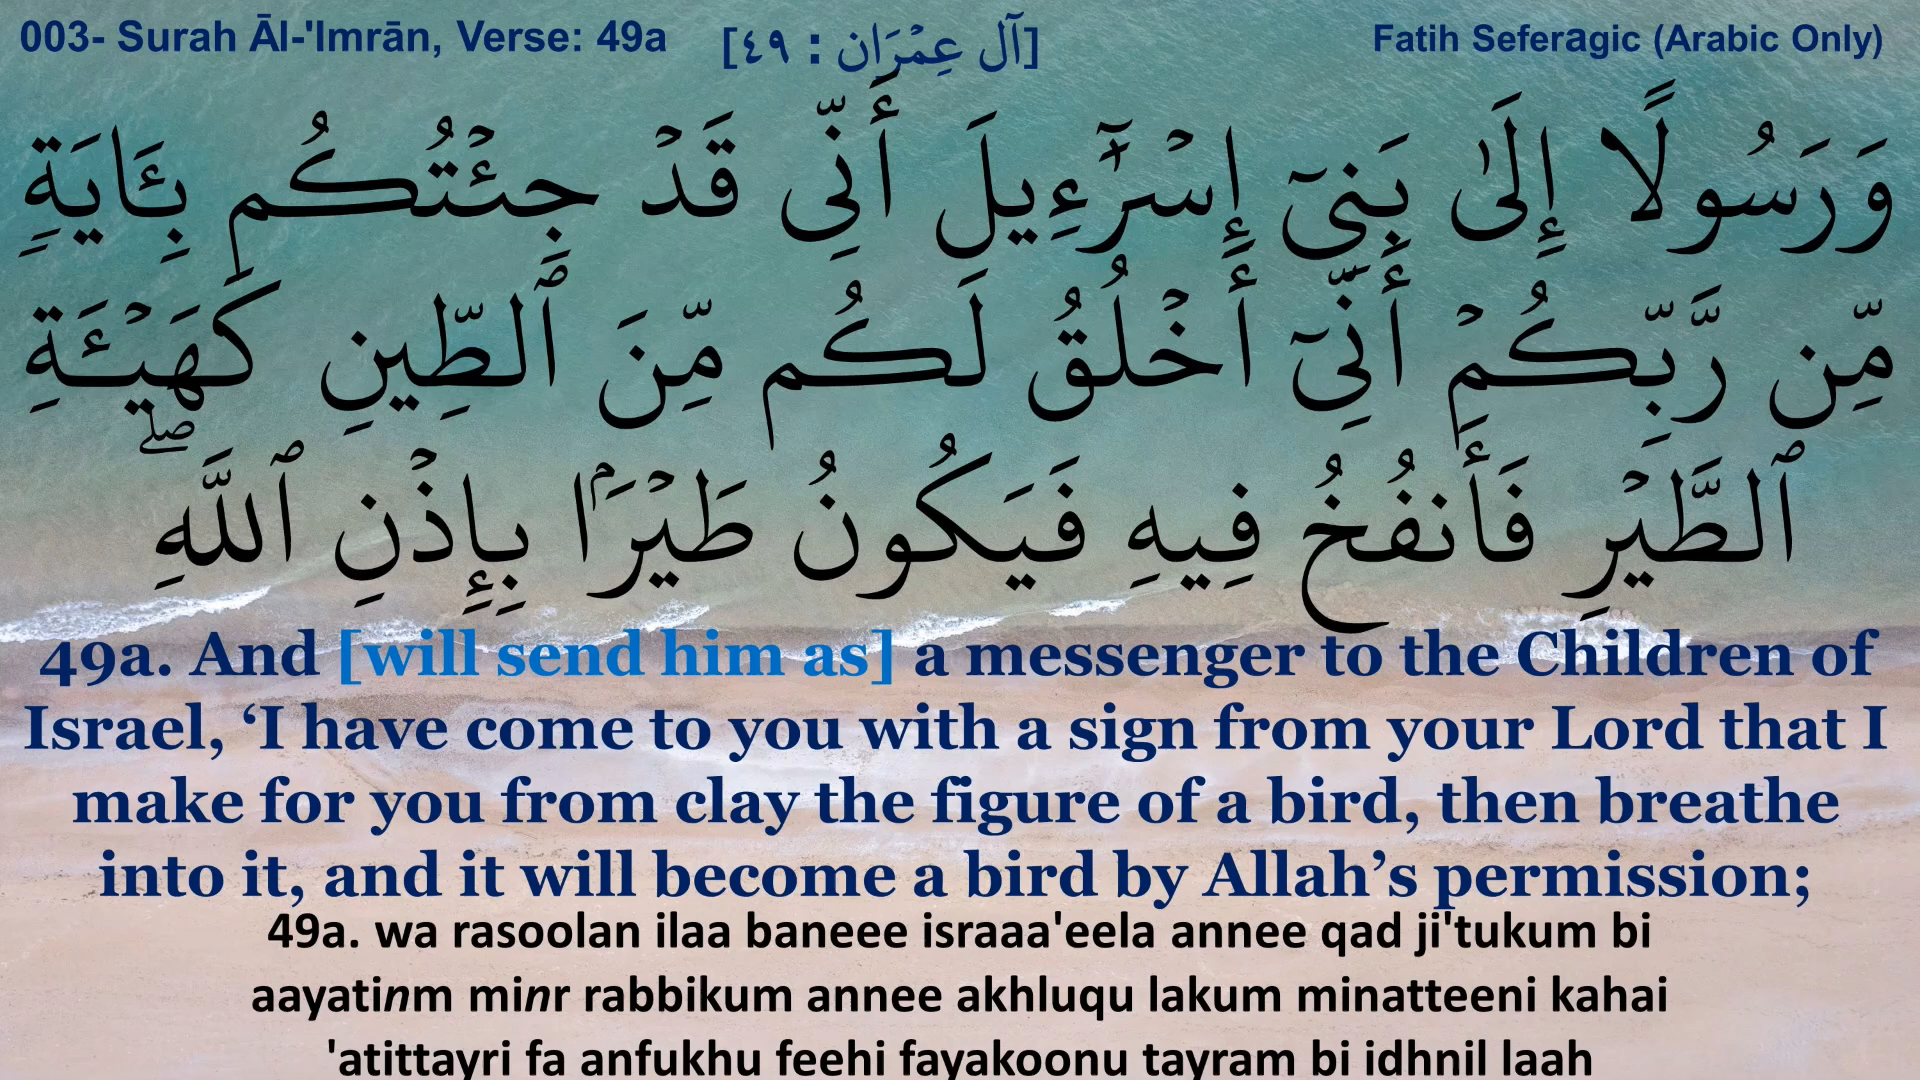 003- Surah Āl-'Imrān, Verse: 49a
[آل عِمْرَان : ٤٩]
Fatih Seferagic (Arabic Only)
وَرَسُولًا إِلَىٰ بَنِىٓ إِسْرَٰٓءِيلَ أَنِّى قَدْ جِئْتُكُم بِـَٔايَةٍ
مِّن رَّبِّكُمْ أَنِّىٓ أَخْلُقُ لَكُم مِّنَ ٱلطِّينِ كَهَيْـَٔةِ
ٱلطَّيْرِ فَأَنفُخُ فِيهِ فَيَكُونُ طَيْرًۢا بِإِذْنِ ٱللَّهِ ۖ
49a. And [will send him as] a messenger to the Children of
Israel, ‘I have come to you with a sign from your Lord that I
make for you from clay the figure of a bird, then breathe
into it, and it will become a bird by Allah’s permission;
49a. wa rasoolan ilaa baneee israaa'eela annee qad ji'tukum bi
aayatinm minr rabbikum annee akhluqu lakum minatteeni kahai
'atittayri fa anfukhu feehi fayakoonu tayram bi idhnil laah